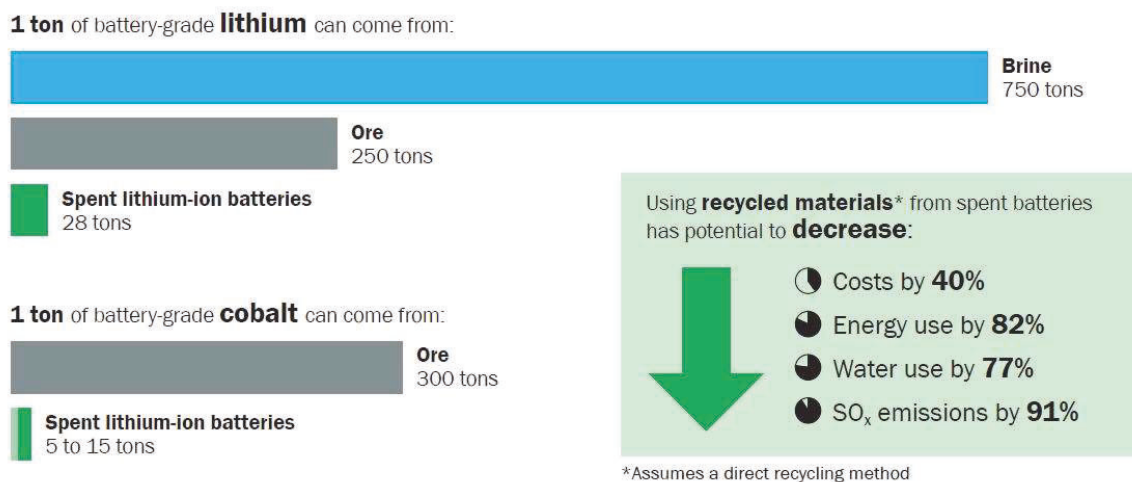 1 ton of battery-grade lithium can come from:
Brine
750 tons
Ore
250 tons
Spent lithium-ion batteries
28 tons
1 ton of battery-grade cobalt can come from:
Ore
300 tons
Spent lithium-ion batteries
5 to 15 tons
Using recycled materials* from spent batteries
has potential to decrease:
Costs by 40%
Energy use by 82%
Water use by 77%
SOx emissions by 91%
*Assumes a direct recycling method